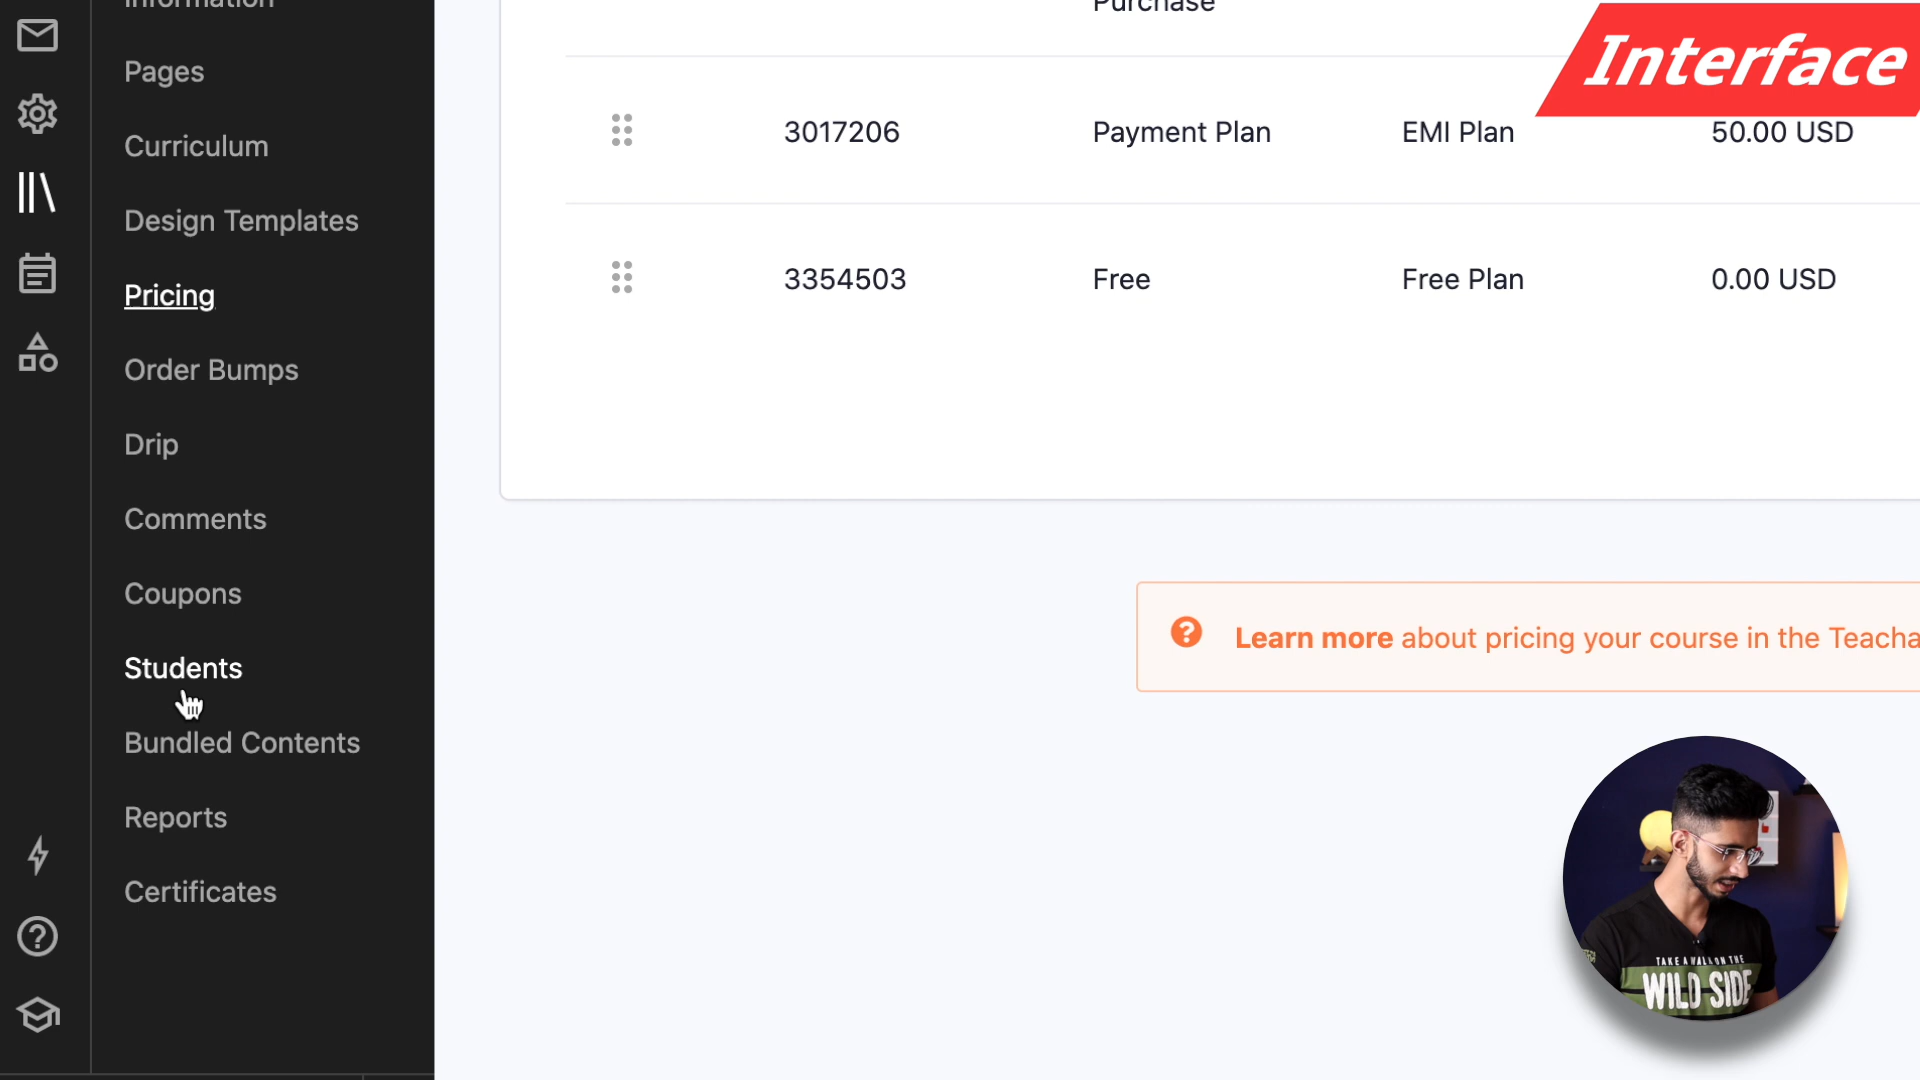 Information
Pages
Curriculum
Design Templates
Pricing
Order Bumps
Drip
Comments
Coupons
Students
Bundled Contents
Reports
Certificates
Purchase
Interface
3017206 Payment Plan EMI Plan 50.00 USD
3354503 Free Free Plan 0.00 USD
Learn more about pricing your course in the Teacha
TAKE A WALK ON THE
WILD SIDE